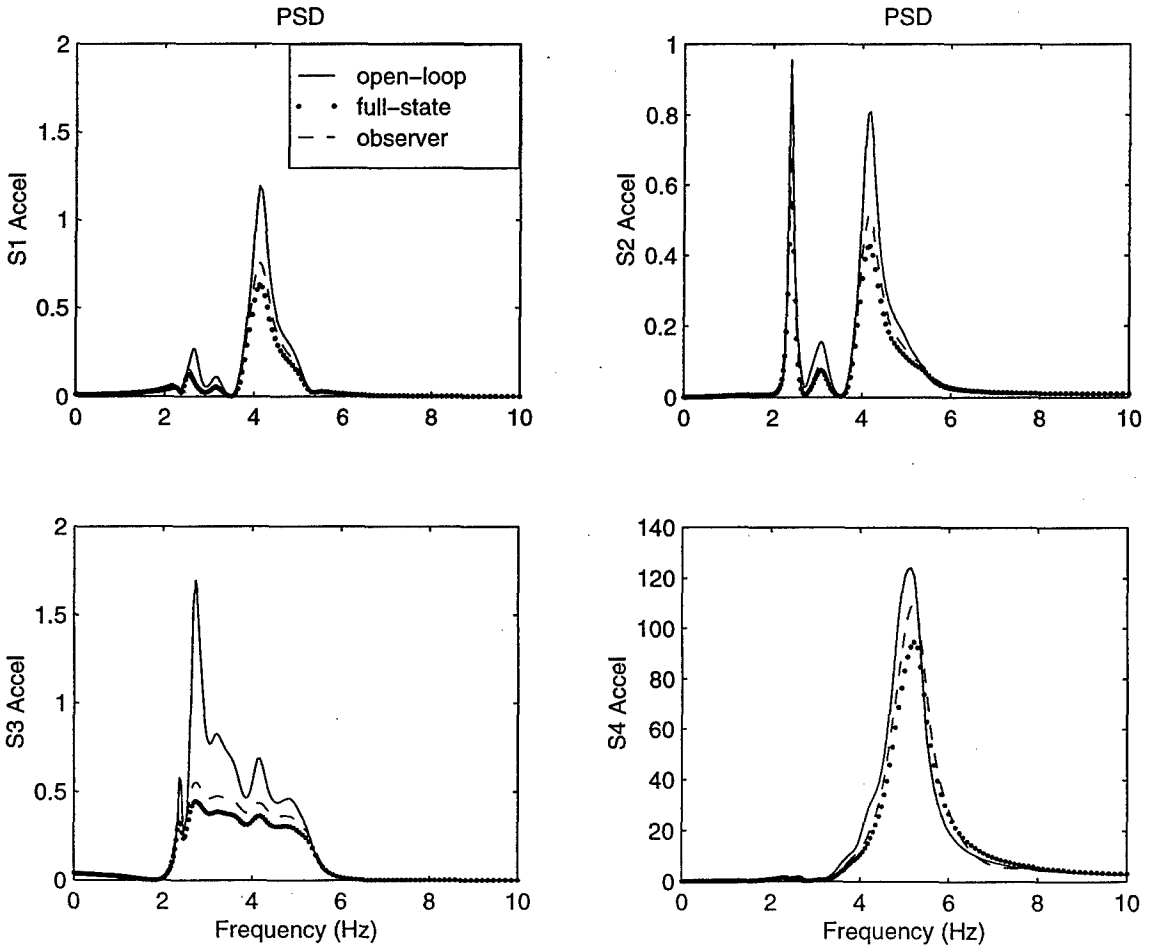 PSD
S1 Accel
2
1.5
1
0.5
0
0 2 4 6 8 10
open-loop
full-state
observer
PSD
S2 Accel
1
0.8
0.6
0.4
0.2
0
0 2 4 6 8 10
S3 Accel
2
1.5
1
0.5
0
0 2 4 6 8 10
Frequency (Hz)
S4 Accel
140
120
100
80
60
40
20
0
0 2 4 6 8 10
Frequency (Hz)